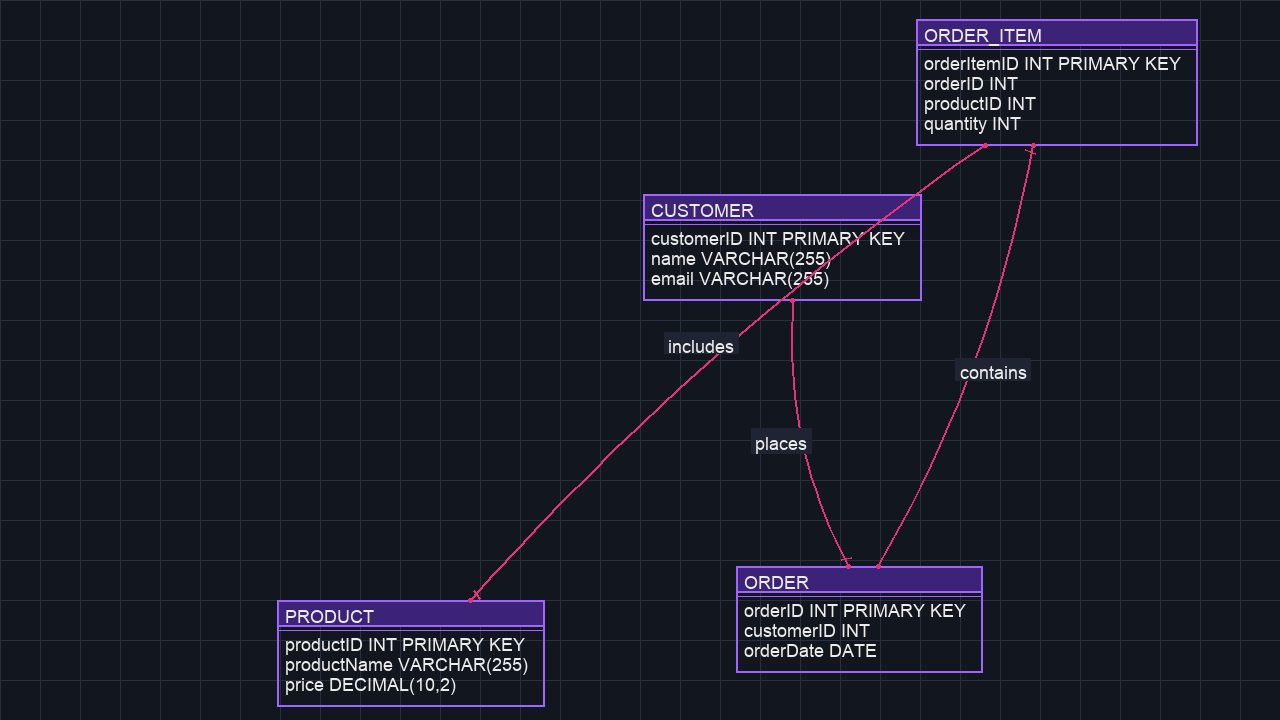 ORDER_ITEM
orderItemID INT PRIMARY KEY
orderID INT
productID INT
quantity INT
CUSTOMER
customerID INT PRIMARY KEY
name VARCHAR(255)
email VARCHAR(255)
includes
contains
places
ORDER
orderID INT PRIMARY KEY
customerID INT
orderDate DATE
PRODUCT
productID INT PRIMARY KEY
productName VARCHAR(255)
price DECIMAL(10,2)